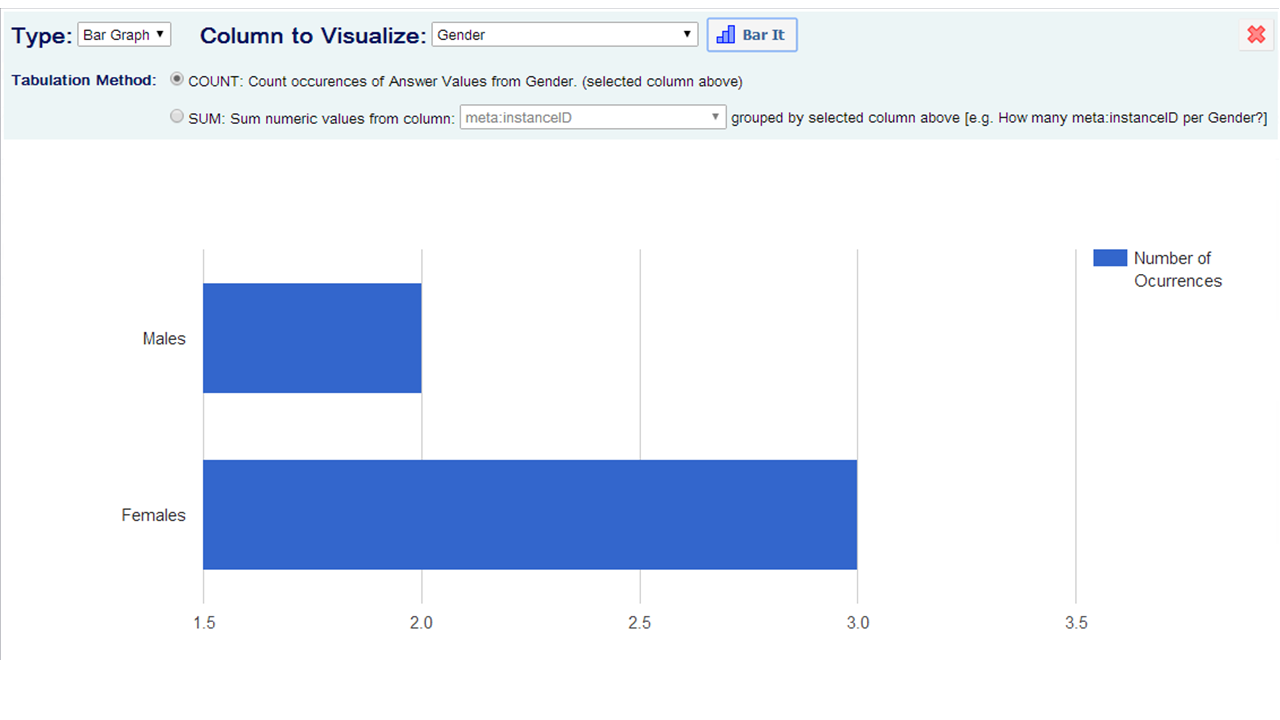 Type: Bar Graph Column to Visualize: Gender Bar It
Tabulation Method: COUNT: Count occurences of Answer Values from Gender. (selected column above)
SUM: Sum numeric values from column: meta:instanceID grouped by selected column above [e.g. How many meta:instanceID per Gender?]
Number of
Ocurrences
Males
Females
1.5 2.0 2.5 3.0 3.5